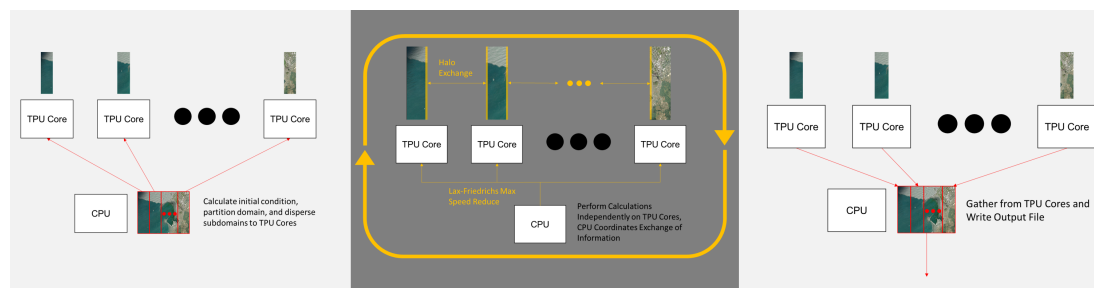 TPU Core
TPU Core
TPU Core
CPU
Calculate initial condition,
partition domain, and disperse
subdomains to TPU Cores
Halo
Exchange
TPU Core
TPU Core
TPU Core
Lax-Friedrichs Max
Speed Reduce
CPU
Perform Calculations
Independently on TPU Cores,
CPU Coordinates Exchange of
Information
TPU Core
TPU Core
TPU Core
CPU
Gather from TPU Cores and
Write Output File